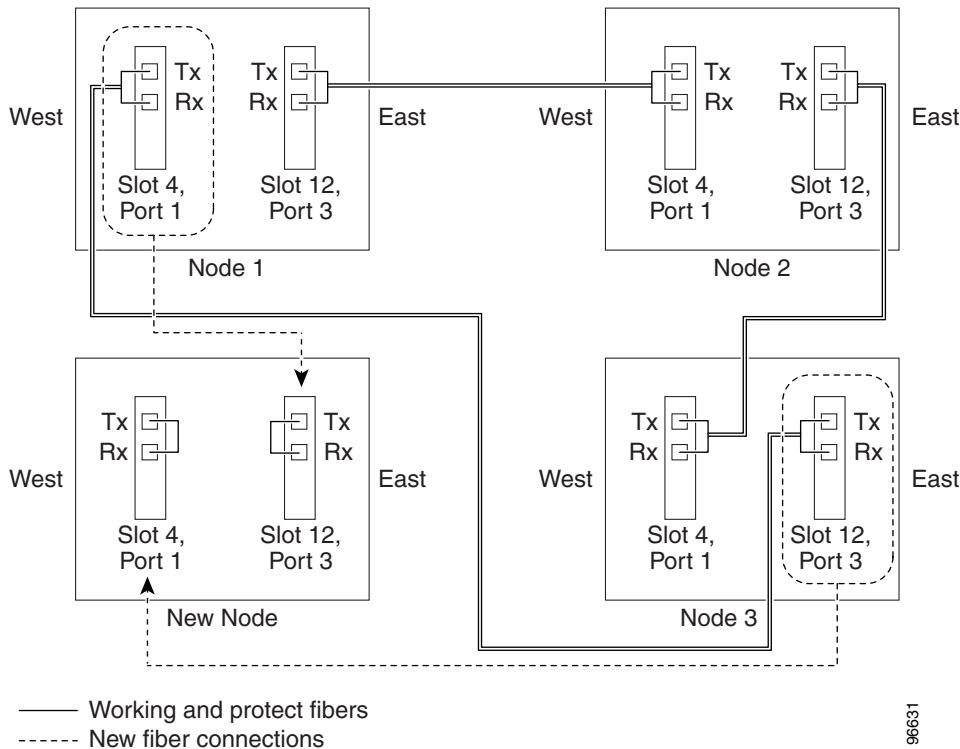 Tx
Rx
Tx
Rx
Tx
Rx
Tx
Rx
West
East
West
East
Slot 4,
Port 1
Slot 12,
Port 3
Slot 4,
Port 1
Slot 12,
Port 3
Node 1
Node 2
Tx
Rx
Tx
Rx
Tx
Rx
Tx
Rx
West
East
West
East
Slot 4,
Port 1
Slot 12,
Port 3
Slot 4,
Port 1
Slot 12,
Port 3
New Node
Node 3
Working and protect fibers
New fiber connections
96631